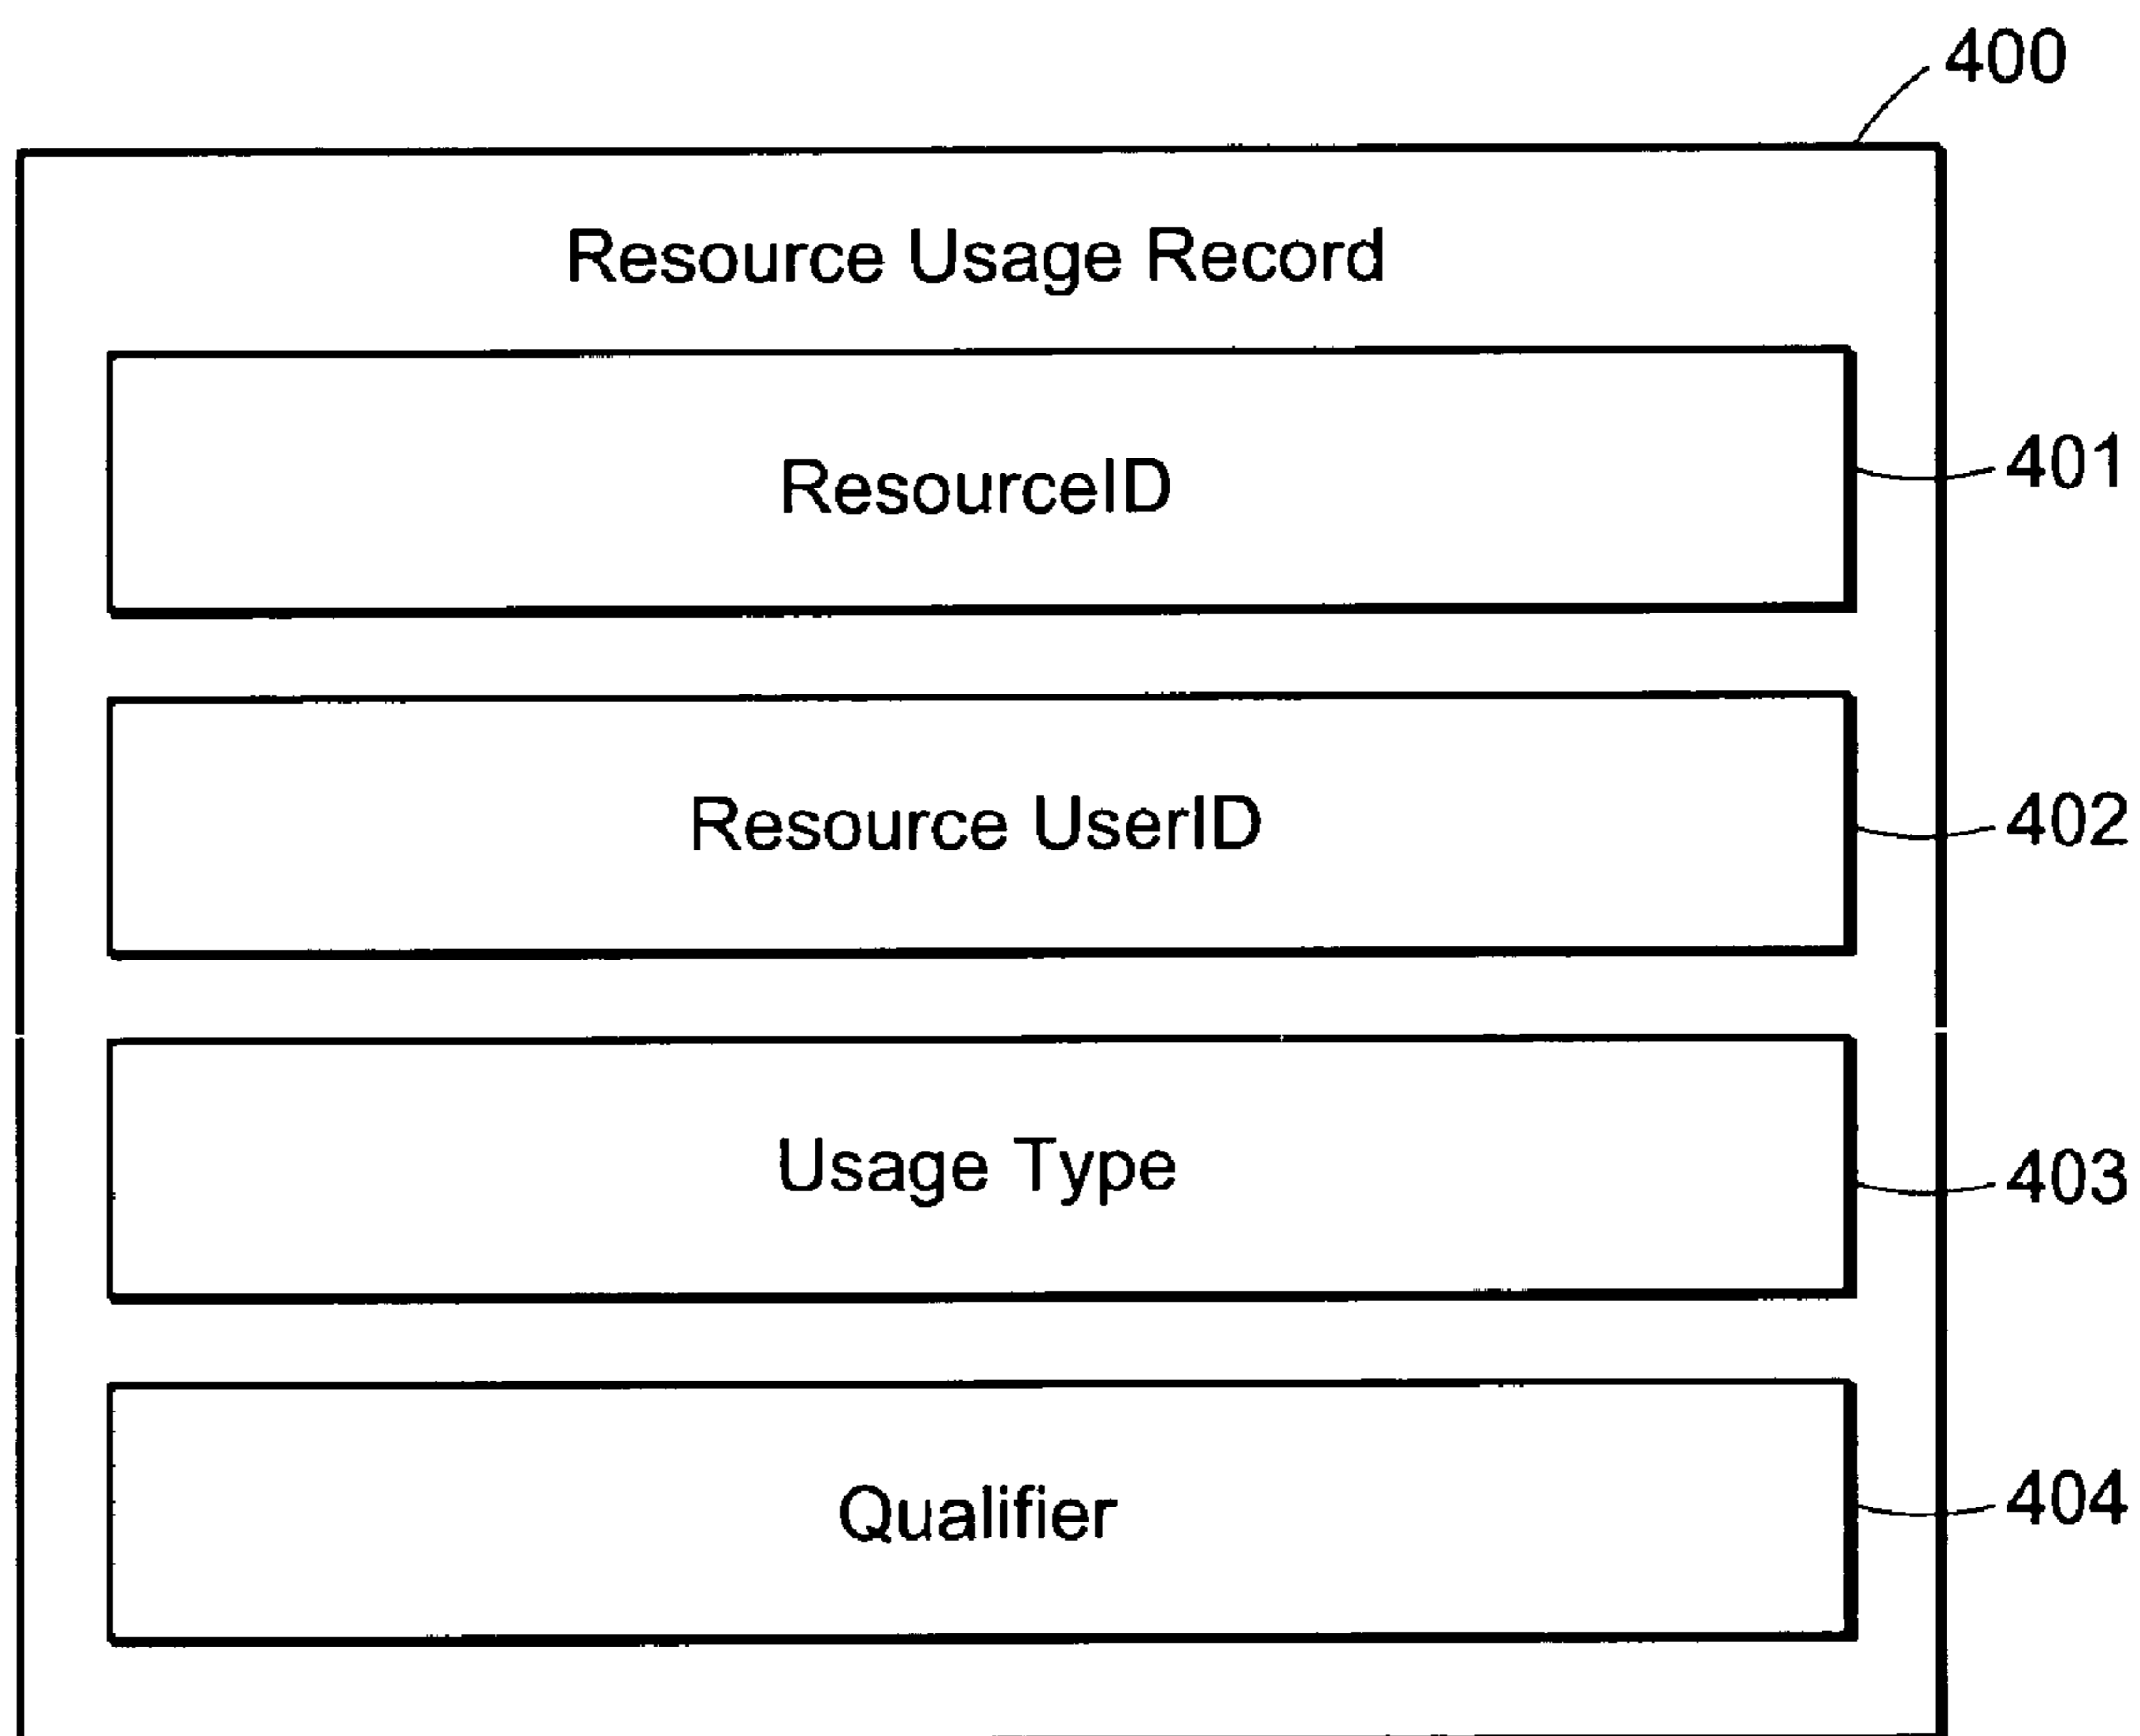 400
Resource Usage Record
ResourceID
401
Resource UserID
402
Usage Type
403
Qualifier
404